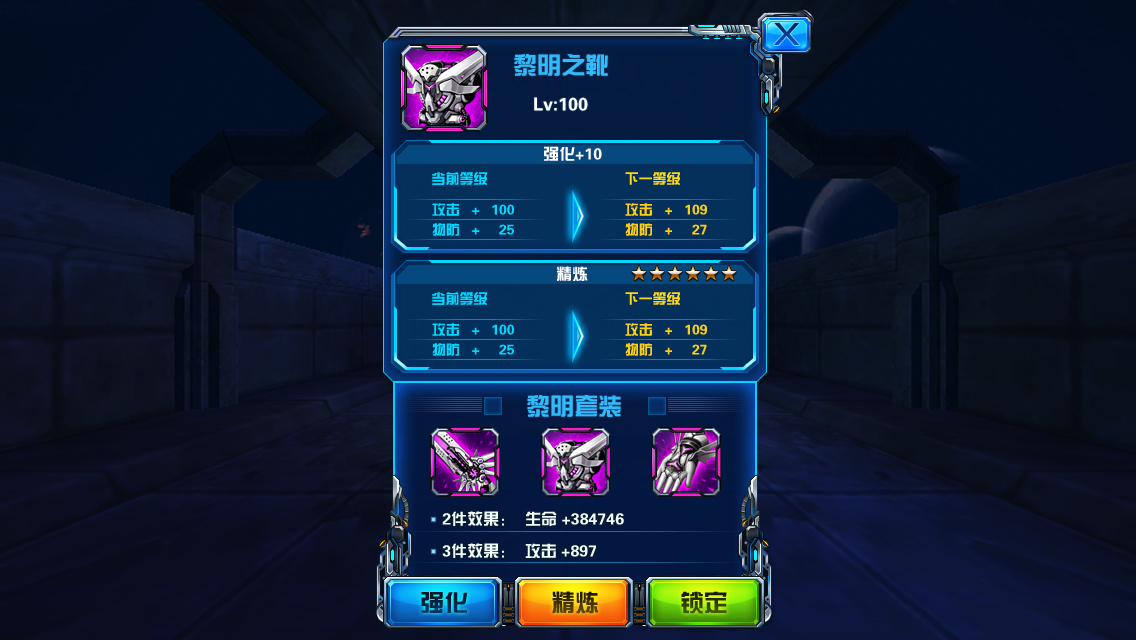 黎明之靴
Lv:100
强化+10
当前等级 下一等级
攻击 + 100 攻击 + 109
物防 + 25 物防 + 27
精炼
当前等级 下一等级
攻击 + 100 攻击 + 109
物防 + 25 物防 + 27
黎明套装
2件效果: 生命 +384746
3件效果: 攻击 +897
强化 精炼 锁定